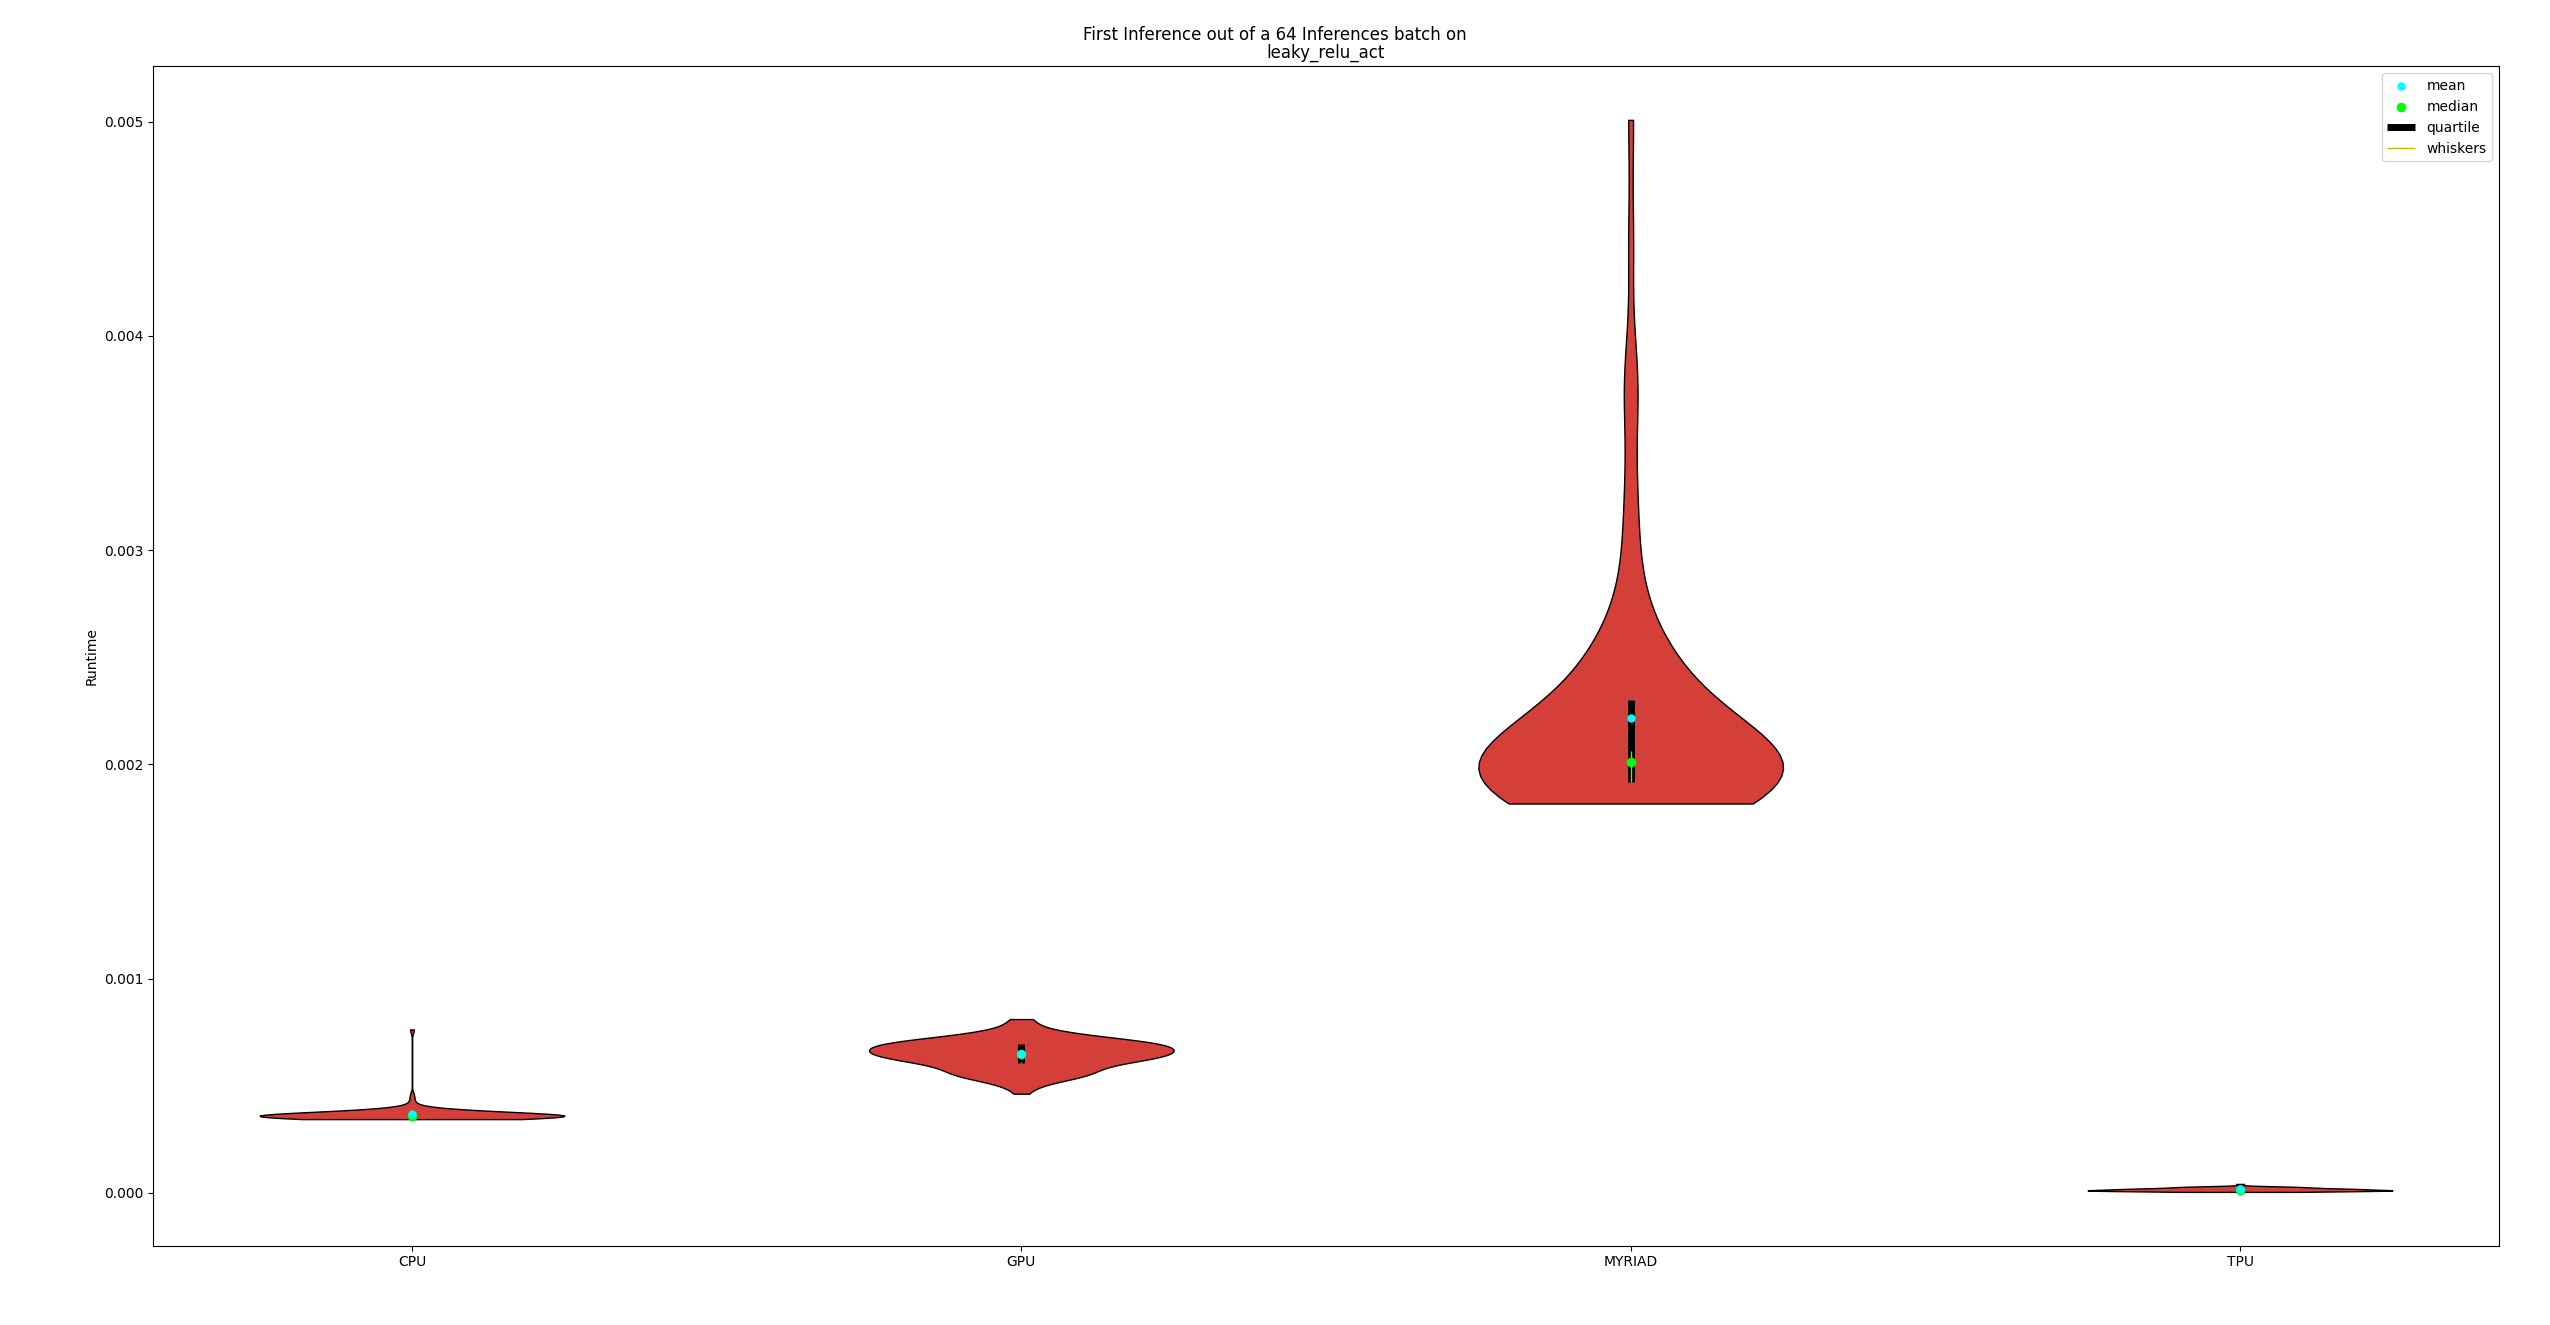 First Inference out of a 64 Inferences batch on
leaky_relu_act
mean
median
quartile
whiskers
0.005
0.004
0.003
0.002
0.001
0.000
Runtime
CPU
GPU
MYRIAD
TPU